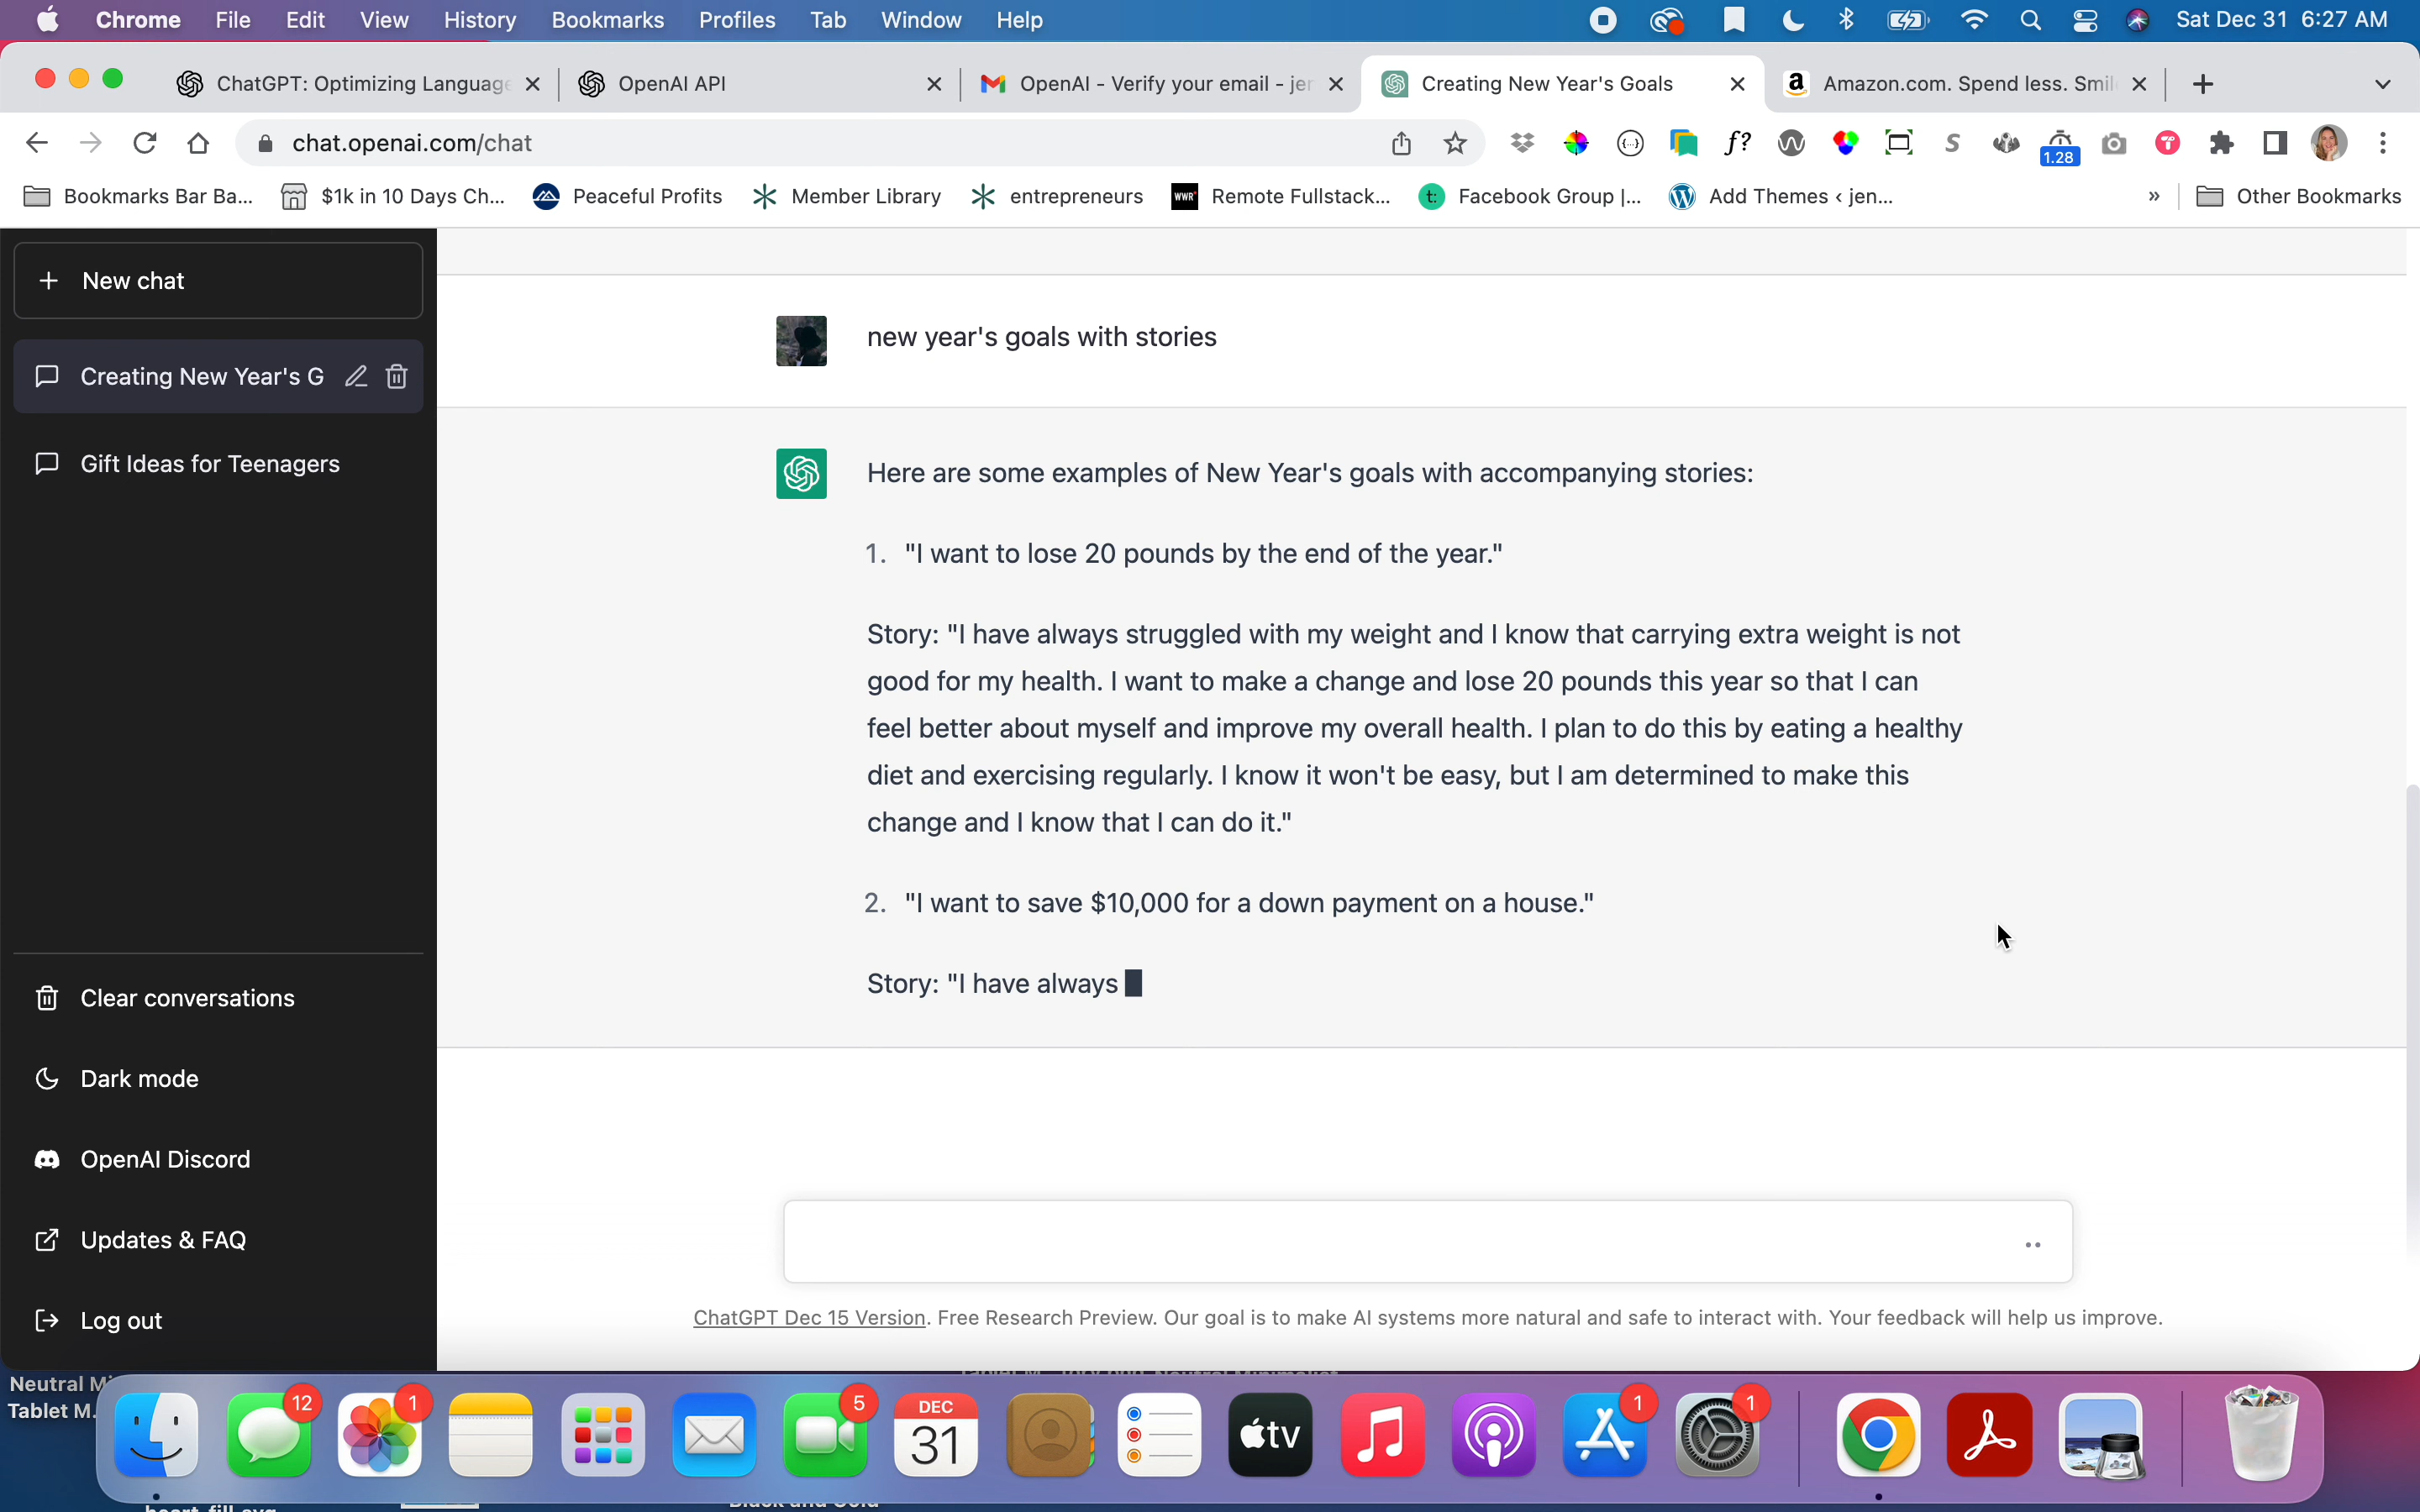 Chrome File Edit View History Bookmarks Profiles Tab Window Help Sat Dec 31 6:27 AM
ChatGPT: Optimizing Language OpenAI API OpenAI - Verify your email - jer Creating New Year's Goals Amazon.com. Spend less. Smil
chat.openai.com/chat 1.28
Bookmarks Bar Ba... $1k in 10 Days Ch... Peaceful Profits Member Library entrepreneurs WWR Remote Fullstack... t: Facebook Group |... Add Themes ‹ jen... » Other Bookmarks
+ New chat
Creating New Year's G
Gift Ideas for Teenagers
Clear conversations
Dark mode
OpenAI Discord
Updates & FAQ
Log out
new year's goals with stories
Here are some examples of New Year's goals with accompanying stories:
1. "I want to lose 20 pounds by the end of the year."
Story: "I have always struggled with my weight and I know that carrying extra weight is not
good for my health. I want to make a change and lose 20 pounds this year so that I can
feel better about myself and improve my overall health. I plan to do this by eating a healthy
diet and exercising regularly. I know it won't be easy, but I am determined to make this
change and I know that I can do it."
2. "I want to save $10,000 for a down payment on a house."
Story: "I have always
ChatGPT Dec 15 Version. Free Research Preview. Our goal is to make AI systems more natural and safe to interact with. Your feedback will help us improve.
Neutral
Tablet M.
12 1 5 DEC 31 tv 1 1